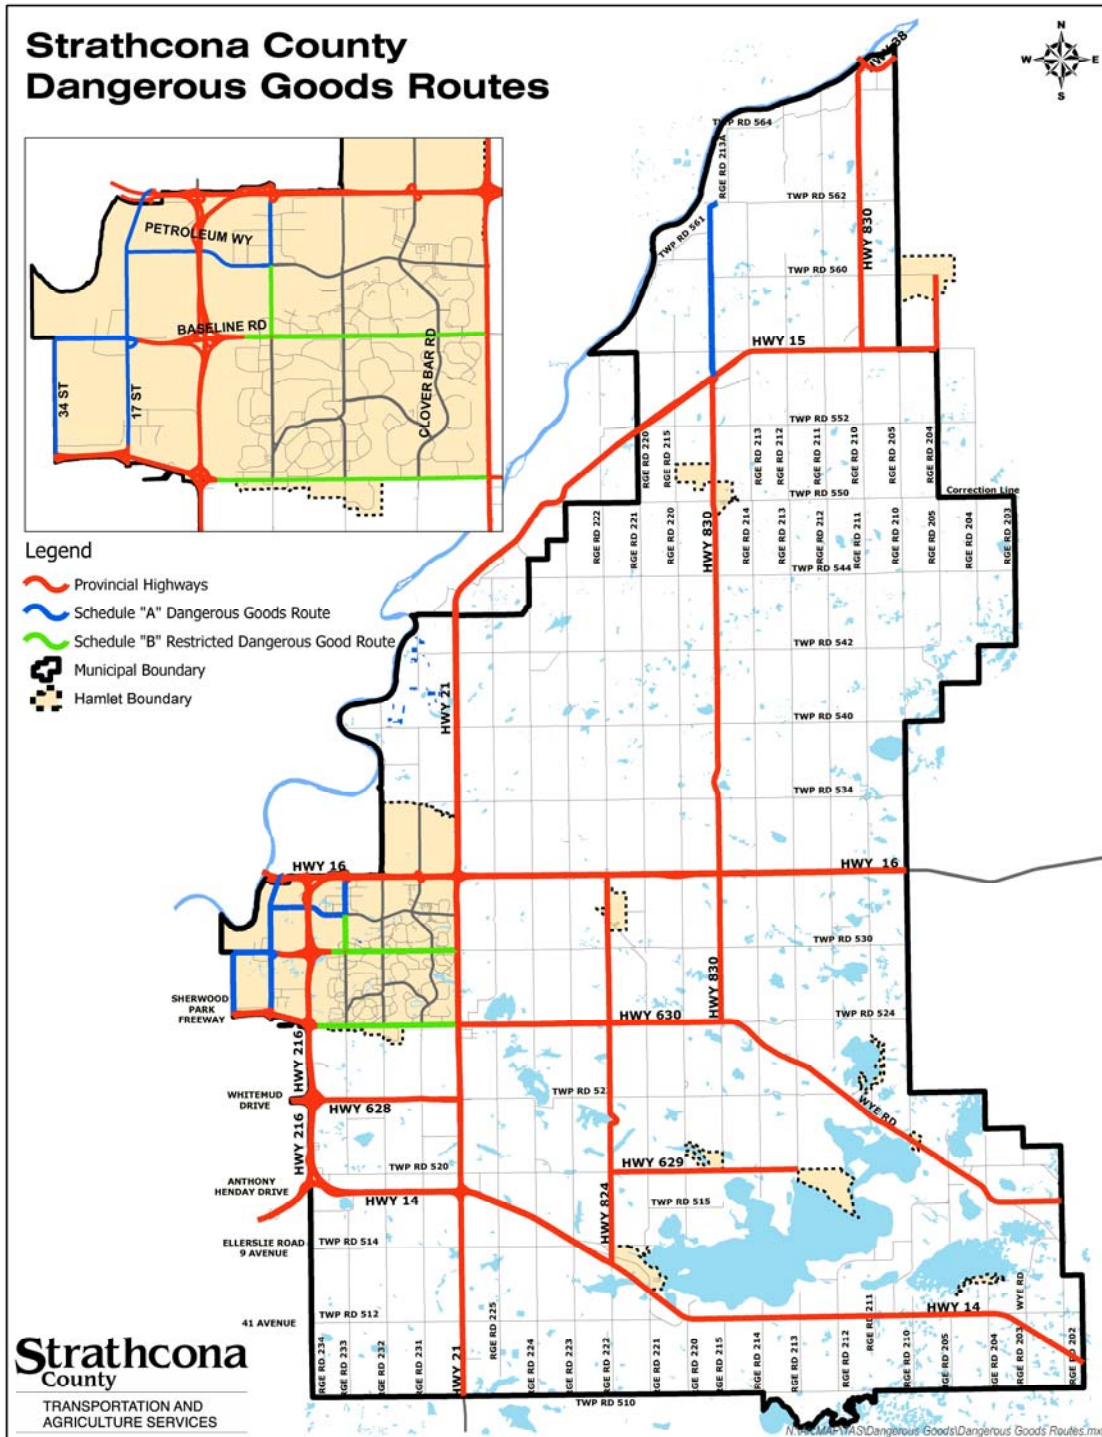 Strathcona County
Dangerous Goods Routes
N
W E
S
PETROLEUM WY
BASELINE RD
CLOVER BAR RD
34 ST
17 ST
Legend
Provincial Highways
Schedule "A" Dangerous Goods Route
Schedule "B" Restricted Dangerous Good Route
Municipal Boundary
Hamlet Boundary
TWP RD 564
RGE RD 213A
TWP RD 562
TWP RD 561
HWY 830
TWP RD 560
HWY 15
TWP RD 552
RGE RD 220
RGE RD 215
RGE RD 213
RGE RD 212
RGE RD 211
RGE RD 210
RGE RD 205
RGE RD 204
TWP RD 550
Correction Line
RGE RD 222
RGE RD 221
RGE RD 220
HWY 830
RGE RD 214
RGE RD 213
RGE RD 212
RGE RD 211
RGE RD 210
RGE RD 205
RGE RD 204
RGE RD 203
TWP RD 544
TWP RD 542
HWY 21
TWP RD 540
TWP RD 534
HWY 16
HWY 16
TWP RD 530
HWY 830
SHERWOOD
PARK
FREEWAY
HWY 630
TWP RD 524
HWY 216
TWP RD 52
WHITEMUD
DRIVE
HWY 628
WYE RD
HWY 216
TWP RD 520
HWY 629
ANTHONY
HENDAY DRIVE
HWY 14
HWY 824
TWP RD 515
ELLERSLIE ROAD
9 AVENUE
TWP RD 514
WYE RD
HWY 14
41 AVENUE
TWP RD 512
RGE RD 225
RGE RD 211
RGE RD 234
RGE RD 233
RGE RD 232
RGE RD 231
HWY 21
RGE RD 224
RGE RD 223
RGE RD 222
RGE RD 221
RGE RD 220
RGE RD 215
RGE RD 214
RGE RD 213
RGE RD 212
RGE RD 210
RGE RD 205
RGE RD 204
RGE RD 203
RGE RD 202
TWP RD 510
Strathcona
County
TRANSPORTATION AND
AGRICULTURE SERVICES
Goods\Dangerous Goods Routes.mx